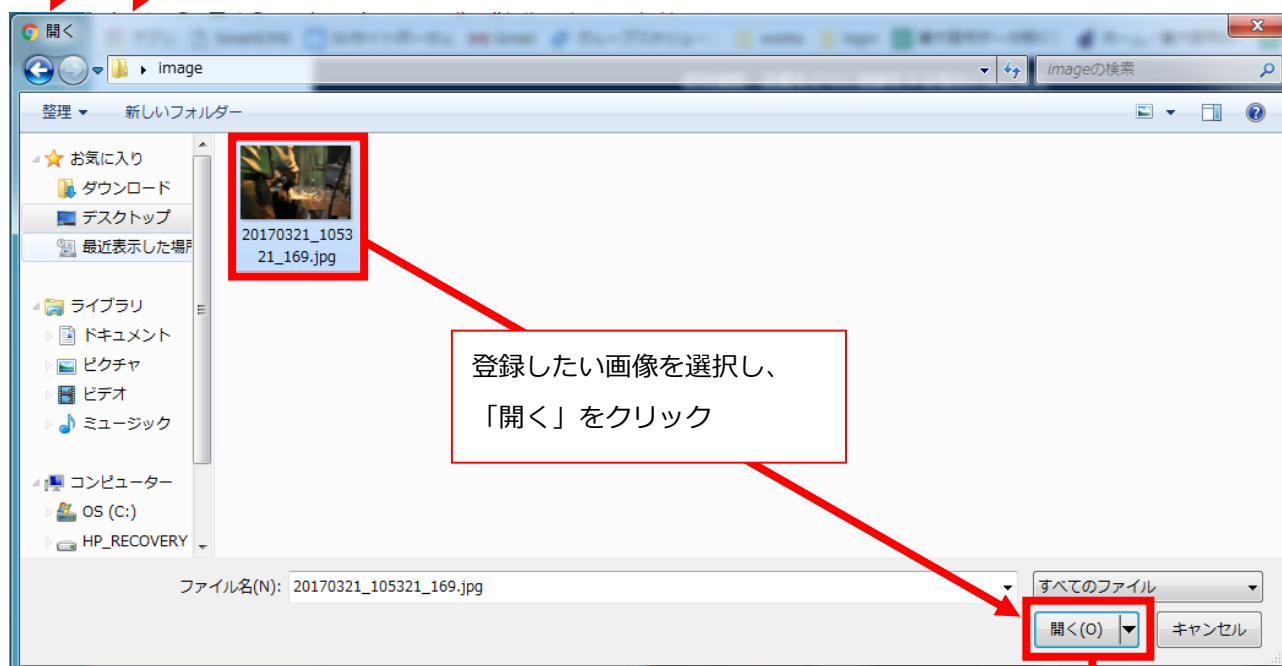 開く
image
imageの検索
整理
新しいフォルダー
お気に入り
ダウンロード
デスクトップ
最近表示した場所
ライブラリ
ドキュメント
ピクチャ
ビデオ
ミュージック
コンピューター
OS (C:)
HP_RECOVERY
20170321_1053
21_169.jpg
登録したい画像を選択し、
「開く」をクリック
ファイル名(N): 20170321_105321_169.jpg
すべてのファイル
開く(O)
キャンセル